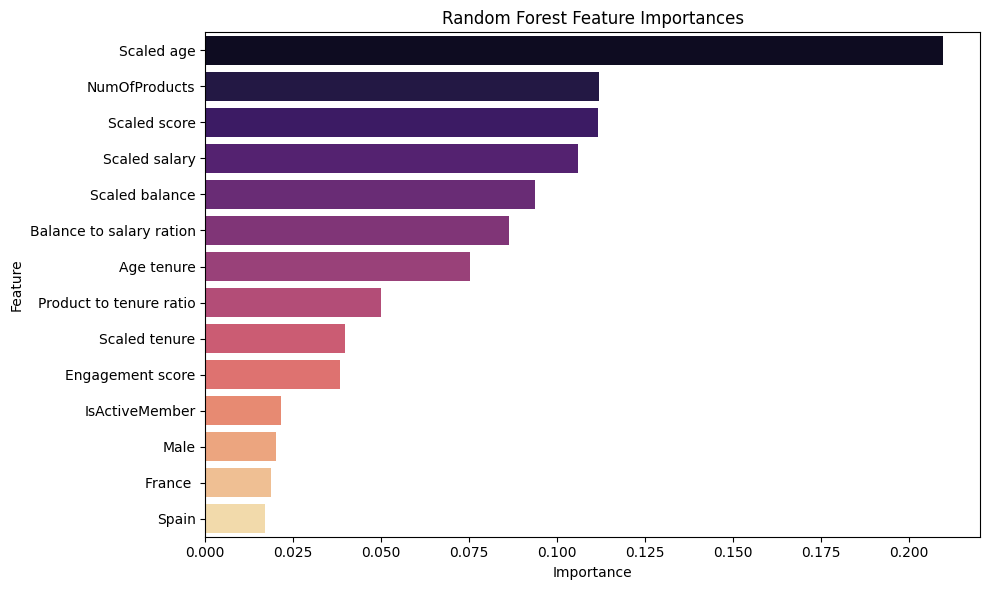 Random Forest Feature Importances
Feature
Scaled age
NumOfProducts
Scaled score
Scaled salary
Scaled balance
Balance to salary ration
Age tenure
Product to tenure ratio
Scaled tenure
Engagement score
IsActiveMember
Male
France
Spain
0.000 0.025 0.050 0.075 0.100 0.125 0.150 0.175 0.200
Importance